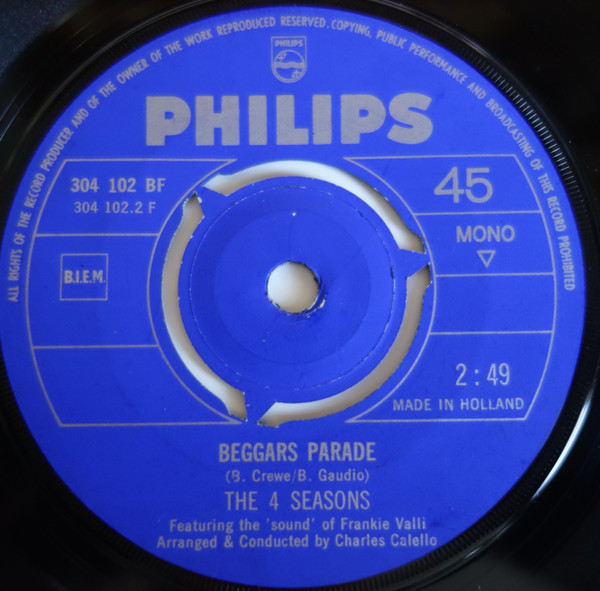 ALL RIGHTS OF THE RECORD PRODUCER AND OF THE OWNER OF THE WORK REPRODUCED RESERVED. COPYING, PUBLIC PERFORMANCE AND BROADCASTING OF THIS RECORD PROHIBITED
PHILIPS
PHILIPS
304 102 BF
304 102.2 F
45
MONO
B.I.E.M.
2:49
MADE IN HOLLAND
BEGGARS PARADE
(B. Crewe/B. Gaudio)
THE 4 SEASONS
Featuring the 'sound' of Frankie Valli
Arranged & Conducted by Charles Calello